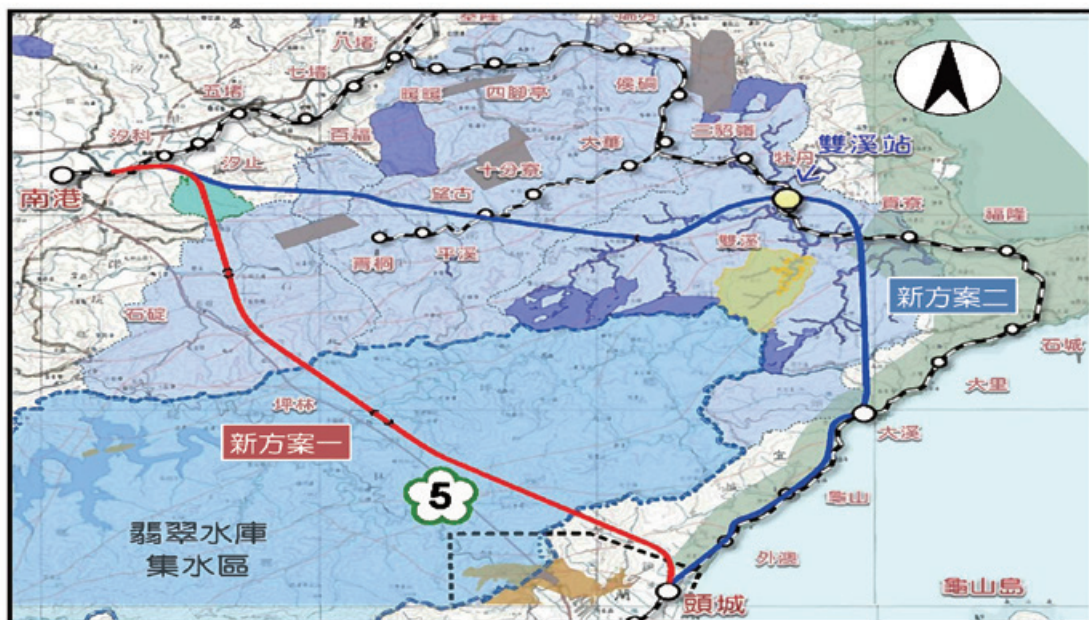 基隆
瑞芳
八堵
七堵
暖暖
四腳亭
侯硐
五堵
汐科
百福
三貂嶺
大華
雙溪站
牡丹
汐止
十分寮
望古
南港
貢寮
福隆
雙溪
平溪
菁桐
新方案二
石碇
石城
大里
坪林
大溪
新方案一
5
龜山
翡翠水庫
集水區
外澳
龜山島
頭城